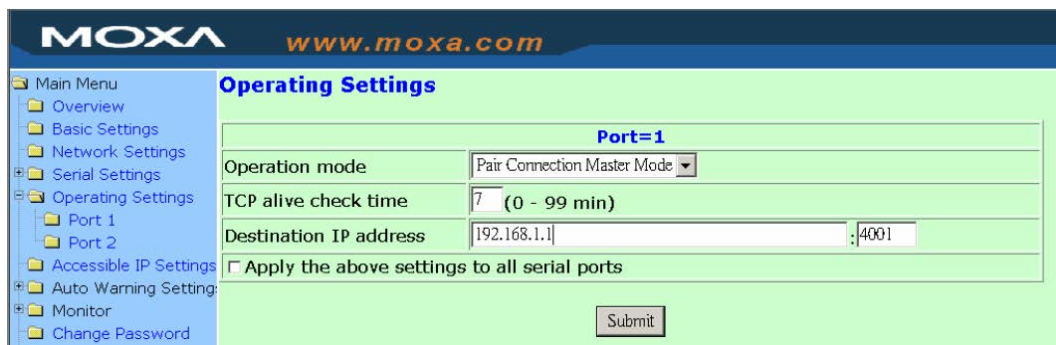 MOXA www.moxa.com
Main Menu
Overview
Basic Settings
Network Settings
Serial Settings
Operating Settings
Port 1
Port 2
Accessible IP Settings
Auto Warning Setting
Monitor
Change Password
Operating Settings
Port=1
Operation mode Pair Connection Master Mode
TCP alive check time 7 (0 - 99 min)
Destination IP address 192.168.1.1 :4001
Apply the above settings to all serial ports
Submit